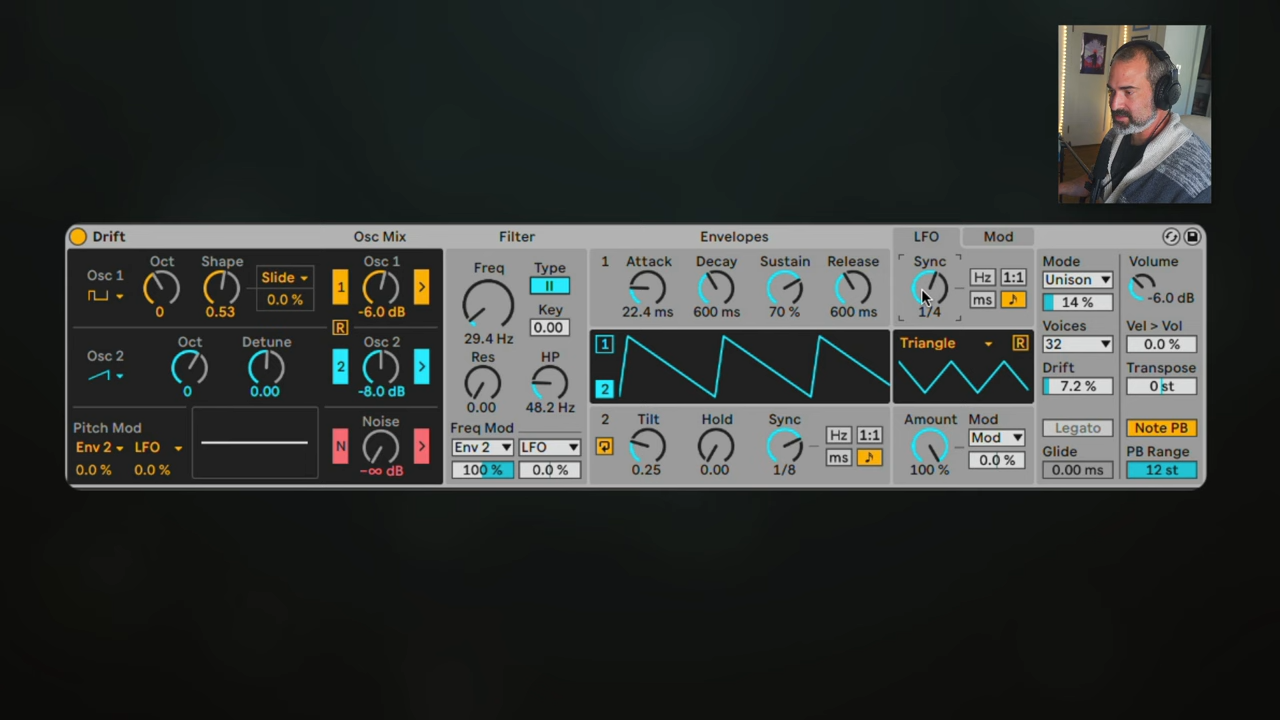 Drift
Osc Mix
Filter
Envelopes
LFO
Mod
Osc 1
Oct
0
Shape
0.53
Slide
0.0 %
1
Osc 1
-6.0 dB
R
Osc 2
Oct
0
Detune
0.00
2
Osc 2
-8.0 dB
Pitch Mod
Env 2
LFO
0.0 %
0.0 %
N
Noise
-∞ dB
Freq
29.4 Hz
Type
II
Key
0.00
Res
0.00
HP
48.2 Hz
Freq Mod
Env 2
LFO
100 %
0.0 %
1
Attack
22.4 ms
Decay
600 ms
Sustain
70 %
Release
600 ms
1
2
2
Tilt
0.25
Hold
0.00
Sync
1/8
Hz
1:1
ms
♪
Sync
1/4
Hz
1:1
ms
♪
Triangle
R
Amount
100 %
Mod
Mod
0.0 %
Mode
Unison
14 %
Voices
32
Drift
7.2 %
Legato
Glide
0.00 ms
Volume
-6.0 dB
Vel > Vol
0.0 %
Transpose
0 st
Note PB
PB Range
12 st